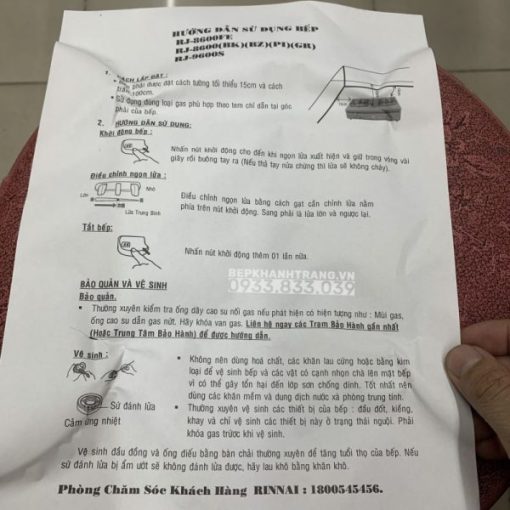 HƯỚNG DẪN SỬ DỤNG BẾP
RJ-8600FE
RJ-8600(BK)(BZ)(PI)(GR)
RJ-9600S
1. CÁCH LẮP ĐẶT :
Bếp phải được đặt cách tường tối thiểu 15cm và cách
trần 100cm.
Sử dụng đúng loại gas phù hợp theo tem chỉ dẫn tại góc
phải của bếp.
2. HƯỚNG DẪN SỬ DỤNG:
Khởi động bếp :
Nhấn nút khởi động cho đến khi ngọn lửa xuất hiện và giữ trong vòng vài
giây rồi buông tay ra (Nếu thả tay nửa chừng thì lửa sẽ không cháy).
Điều chỉnh ngọn lửa :
Lớn
Nhỏ
Lửa Trung Bình
Điều chỉnh ngọn lửa bằng cách gạt cần chỉnh lửa nằm
phía trên nút khởi động. Sang phải là lửa lớn và ngược lại.
Tắt bếp:
Nhấn nút khởi động thêm 01 lần nữa.
BEPKHANHTRANG.VN
0933.833.039
BẢO QUẢN VÀ VỆ SINH
Bảo quản.
• Thường xuyên kiểm tra ống dây cao su nối gas nếu phát hiện có hiện tượng như : Mùi gas,
ống cao su dẫn gas nứt. Hãy khóa van gas. Liên hệ ngay các Trạm Bảo Hành gần nhất
(Hoặc Trung Tâm Bảo Hành) để được hướng dẫn.
Vệ sinh :
• Không nên dùng hoá chất, các khăn lau cứng hoặc bằng kim
loại để vệ sinh bếp và các vật có cạnh nhọn chà lên mặt bếp
vì có thể gây tổn hại đến lớp sơn chống dính. Tốt nhất nên
dùng các khăn mềm và dung dịch nước xà phòng trung tính.
• Thường xuyên vệ sinh các thiết bị của bếp : đầu đốt, kiềng,
khay và chỉ vệ sinh các thiết bị này ở trạng thái nguội. Phải
khóa gas trước khi vệ sinh.
Sứ đánh lửa
Cảm ứng nhiệt
Vệ sinh đầu đồng và ống điếu bằng bàn chải thường xuyên để tăng tuổi thọ của bếp. Nếu
sứ đánh lửa bị ẩm ướt sẽ không đánh lửa được, hãy lau khô bằng khăn khô.
Phòng Chăm Sóc Khách Hàng RINNAI : 1800545456.